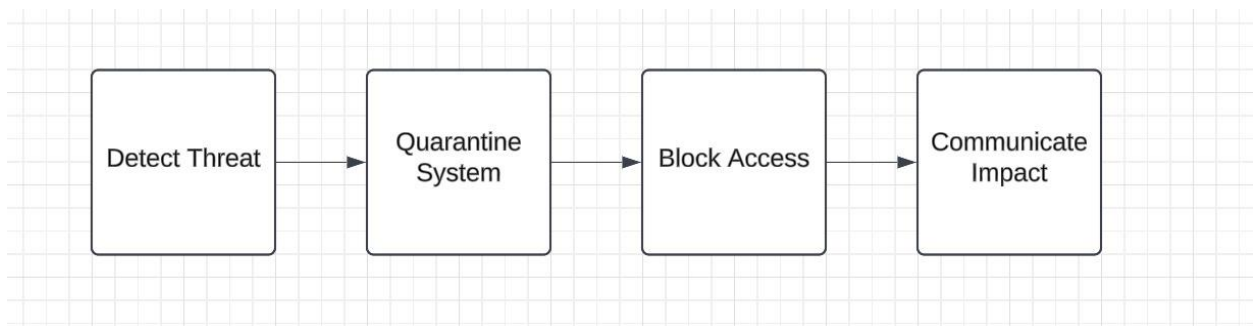 Detect Threat
Quarantine
System
Block Access
Communicate
Impact